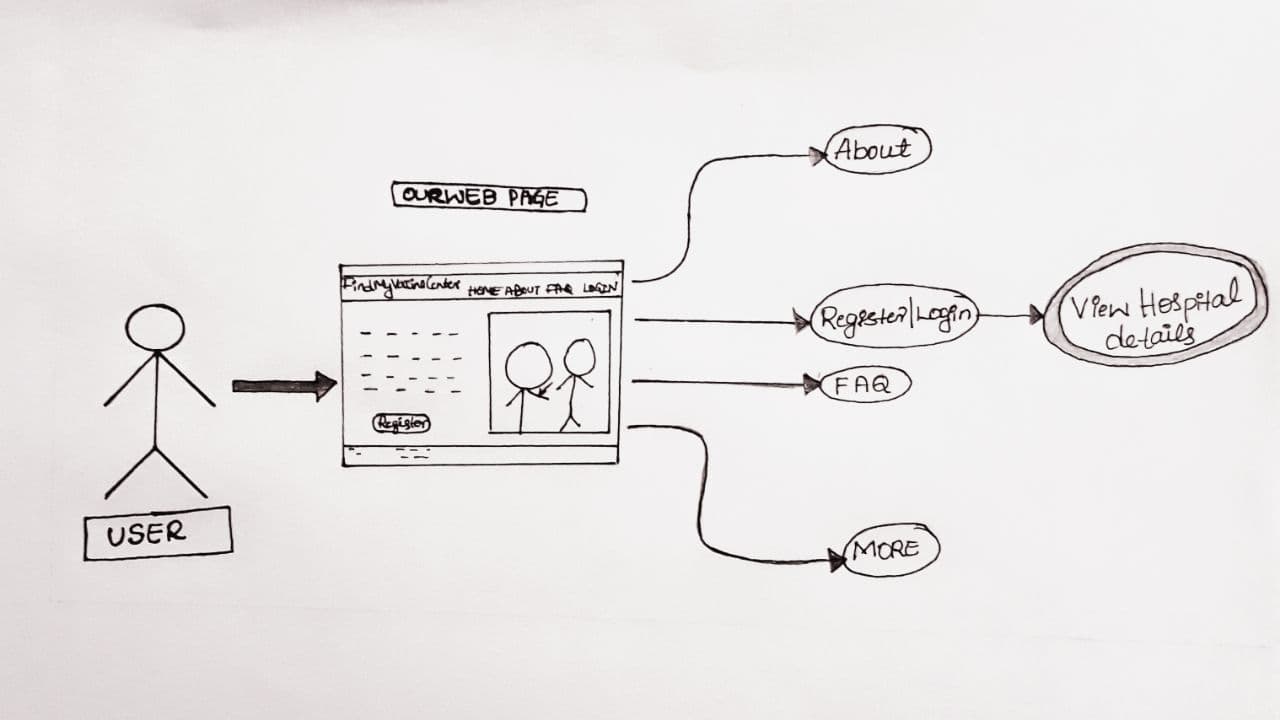 About
OURWEB PAGE
FindMyVaccineCenter HOME ABOUT FAQ LOGIN
Register/Login
View Hospital
details
FAQ
Register
USER
MORE